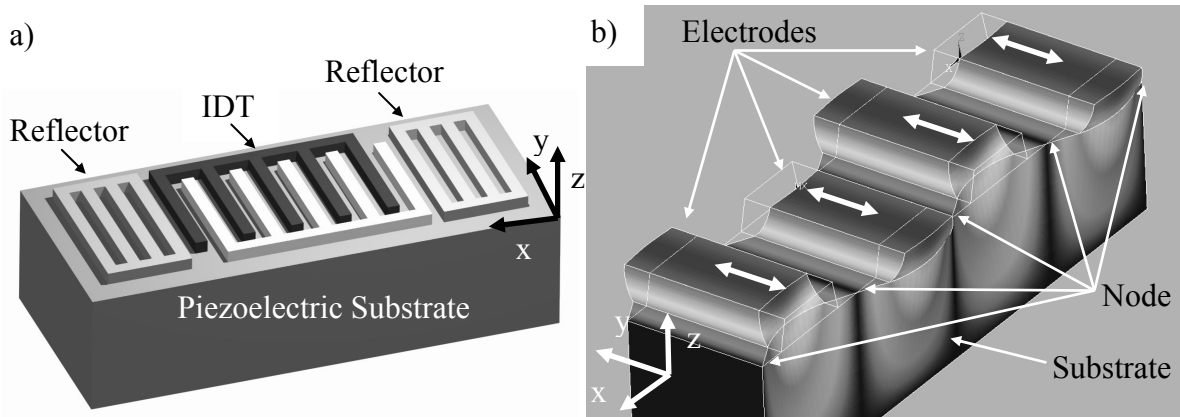 a)
Reflector
IDT
Reflector
y
z
x
Piezoelectric Substrate
b)
Electrodes
Node
Substrate
y
z
x